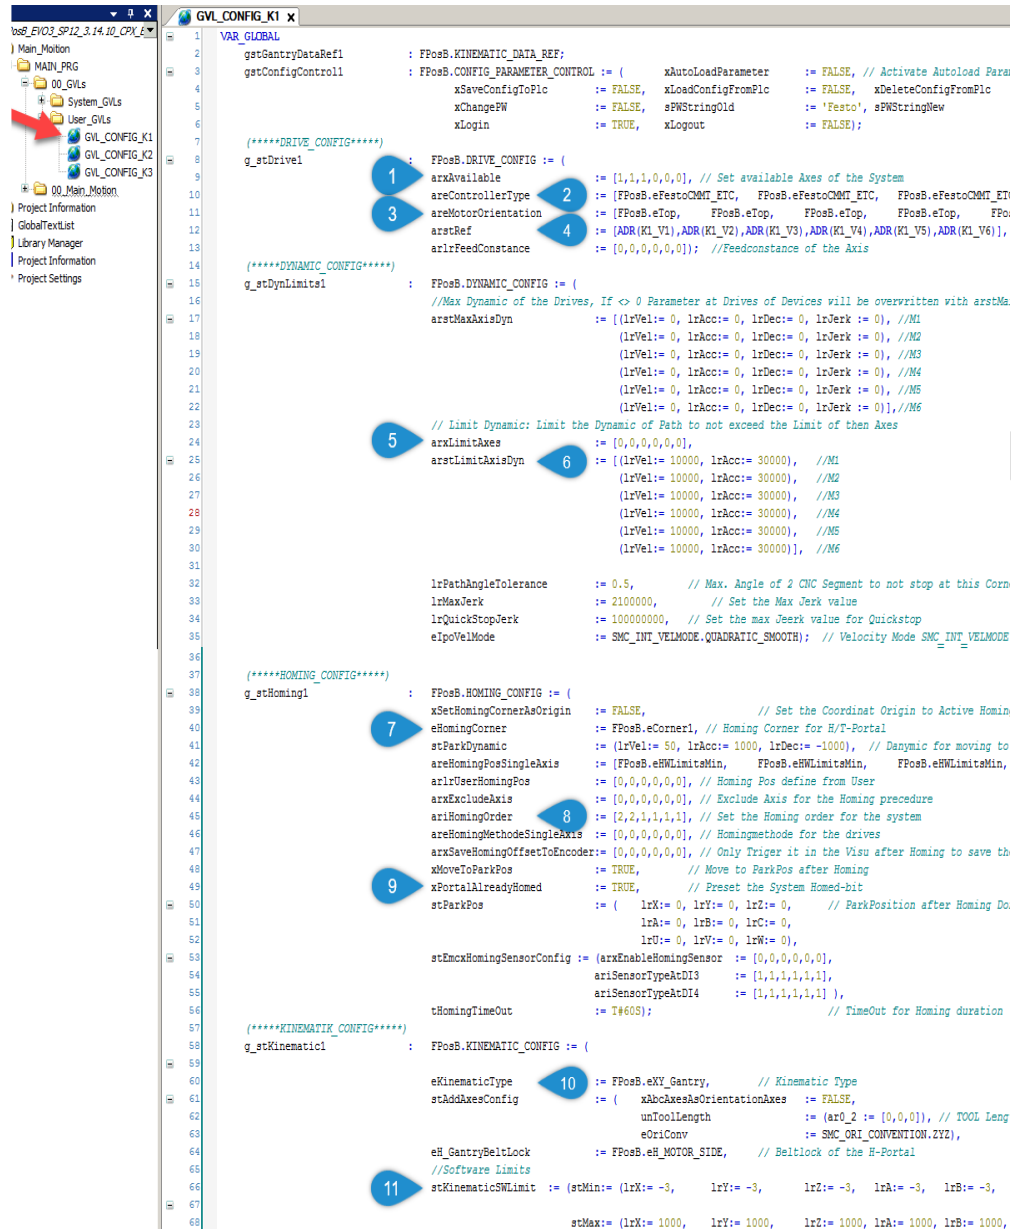 GVL_CONFIG_K1 x
Main_Moition
MAIN_PRG
00_GVLs
System_GVLs
User_GVLs
GVL_CONFIG_K1
GVL_CONFIG_K2
GVL_CONFIG_K3
00_Main_Motion
Project Information
GlobalTextList
Library Manager
Project Information
Project Settings
1 VAR_GLOBAL
2 gstGantryDataRef1 : FPosB.KINEMATIC_DATA_REF;
3 gstConfigControl1 : FPosB.CONFIG_PARAMETER_CONTROL := ( xAutoLoadParameter := FALSE, // Activate Autoload Para
4 xSaveConfigToPlc := FALSE, xLoadConfigFromPlc := FALSE, xDeleteConfigFromPlc
5 xChangePW := FALSE, sPWStringOld := 'Festo', sPWStringNew
6 xLogin := TRUE, xLogout := FALSE);
7 (*****DRIVE_CONFIG*****)
8 g_stDrive1 : FPosB.DRIVE_CONFIG := (
9 1 arxAvailable := [1,1,1,0,0,0], // Set available Axes of the System
10 areControllerType 2 := [FPosB.eFestoCMMT_ETC, FPosB.eFestoCMMT_ETC, FPosB.eFestoCMMT_E
11 3 areMotorOrientation := [FPosB.eTop, FPosB.eTop, FPosB.eTop, FPo
12 arstRef 4 := [ADR(K1_V1),ADR(K1_V2),ADR(K1_V3),ADR(K1_V4),ADR(K1_V5),ADR(K1_V6)],
13 arlrFeedConstance := [0,0,0,0,0,0]); //Feedconstance of the Axis
14 (*****DYNAMIC_CONFIG*****)
15 g_stDynLimits1 : FPosB.DYNAMIC_CONFIG := (
16 //Max Dynamic of the Drives, If <> 0 Parameter at Drives of Devices will be overwritten with arstMa
17 arstMaxAxisDyn := [(lrVel:= 0, lrAcc:= 0, lrDec:= 0, lrJerk := 0), //M1
18 (lrVel:= 0, lrAcc:= 0, lrDec:= 0, lrJerk := 0), //M2
19 (lrVel:= 0, lrAcc:= 0, lrDec:= 0, lrJerk := 0), //M3
20 (lrVel:= 0, lrAcc:= 0, lrDec:= 0, lrJerk := 0), //M4
21 (lrVel:= 0, lrAcc:= 0, lrDec:= 0, lrJerk := 0), //M5
22 (lrVel:= 0, lrAcc:= 0, lrDec:= 0, lrJerk := 0)],//M6
23 // Limit Dynamic: Limit the Dynamic of Path to not exceed the Limit of then Axes
24 5 arxLimitAxes := [0,0,0,0,0,0],
25 arstLimitAxisDyn 6 := [(lrVel:= 10000, lrAcc:= 30000), //M1
26 (lrVel:= 10000, lrAcc:= 30000), //M2
27 (lrVel:= 10000, lrAcc:= 30000), //M3
28 (lrVel:= 10000, lrAcc:= 30000), //M4
29 (lrVel:= 10000, lrAcc:= 30000), //M5
30 (lrVel:= 10000, lrAcc:= 30000)], //M6
31
32 lrPathAngleTolerance := 0.5, // Max. Angle of 2 CNC Segment to not stop at this Corn
33 lrMaxJerk := 2100000, // Set the Max Jerk value
34 lrQuickStopJerk := 100000000, // Set the max Jeerk value for Quickstop
35 eIpoVelMode := SMC_INT_VELMODE.QUADRATIC_SMOOTH); // Velocity Mode SMC_INT_VELMODE
36
37 (*****HOMING_CONFIG*****)
38 g_stHoming1 : FPosB.HOMING_CONFIG := (
39 xSetHomingCornerAsOrigin := FALSE, // Set the Coordinat Origin to Active Homing
40 7 eHomingCorner := FPosB.eCorner1, // Homing Corner for H/T-Portal
41 stParkDynamic := (lrVel:= 50, lrAcc:= 1000, lrDec:= -1000), // Danymic for moving to
42 areHomingPosSingleAxis := [FPosB.eHWLimitsMin, FPosB.eHWLimitsMin, FPosB.eHWLimitsMin,
43 arlrUserHomingPos := [0,0,0,0,0,0], // Homing Pos define from User
44 arxExcludeAxis := [0,0,0,0,0,0], // Exclude Axis for the Homing precedure
45 ariHomingOrder 8 := [2,2,1,1,1,1], // Set the Homing order for the system
46 areHomingMethodeSingleAxis := [0,0,0,0,0,0], // Homingmethode for the drives
47 arxSaveHomingOffsetToEncoder:= [0,0,0,0,0,0], // Only Triger it in the Visu after Homing to save the
48 xMoveToParkPos := TRUE, // Move to ParkPos after Homing
49 9 xPortalAlreadyHomed := TRUE, // Preset the System Homed-bit
50 stParkPos := ( lrX:= 0, lrY:= 0, lrZ:= 0, // ParkPosition after Homing Do
51 lrA:= 0, lrB:= 0, lrC:= 0,
52 lrU:= 0, lrV:= 0, lrW:= 0),
53 stEmcxHomingSensorConfig := (arxEnableHomingSensor := [0,0,0,0,0,0],
54 ariSensorTypeAtDI3 := [1,1,1,1,1,1],
55 ariSensorTypeAtDI4 := [1,1,1,1,1,1] ),
56 tHomingTimeOut := T#60S); // TimeOut for Homing duration
57 (*****KINEMATIK_CONFIG*****)
58 g_stKinematic1 : FPosB.KINEMATIC_CONFIG := (
59
60 eKinematicType 10 := FPosB.eXY_Gantry, // Kinematic Type
61 stAddAxesConfig := ( xAbcAxesAsOrientationAxes := FALSE,
62 unToolLength := (ar0_2 := [0,0,0]), // TOOL Leng
63 eOriConv := SMC_ORI_CONVENTION.ZYZ),
64 eH_GantryBeltLock := FPosB.eH_MOTOR_SIDE, // Beltlock of the H-Portal
65 //Software Limits
66 11 stKinematicSWLimit := (stMin:= (lrX:= -3, lrY:= -3, lrZ:= -3, lrA:= -3, lrB:= -3,
67
68 stMax:= (lrX:= 1000, lrY:= 1000, lrZ:= 1000, lrA:= 1000, lrB:= 1000,